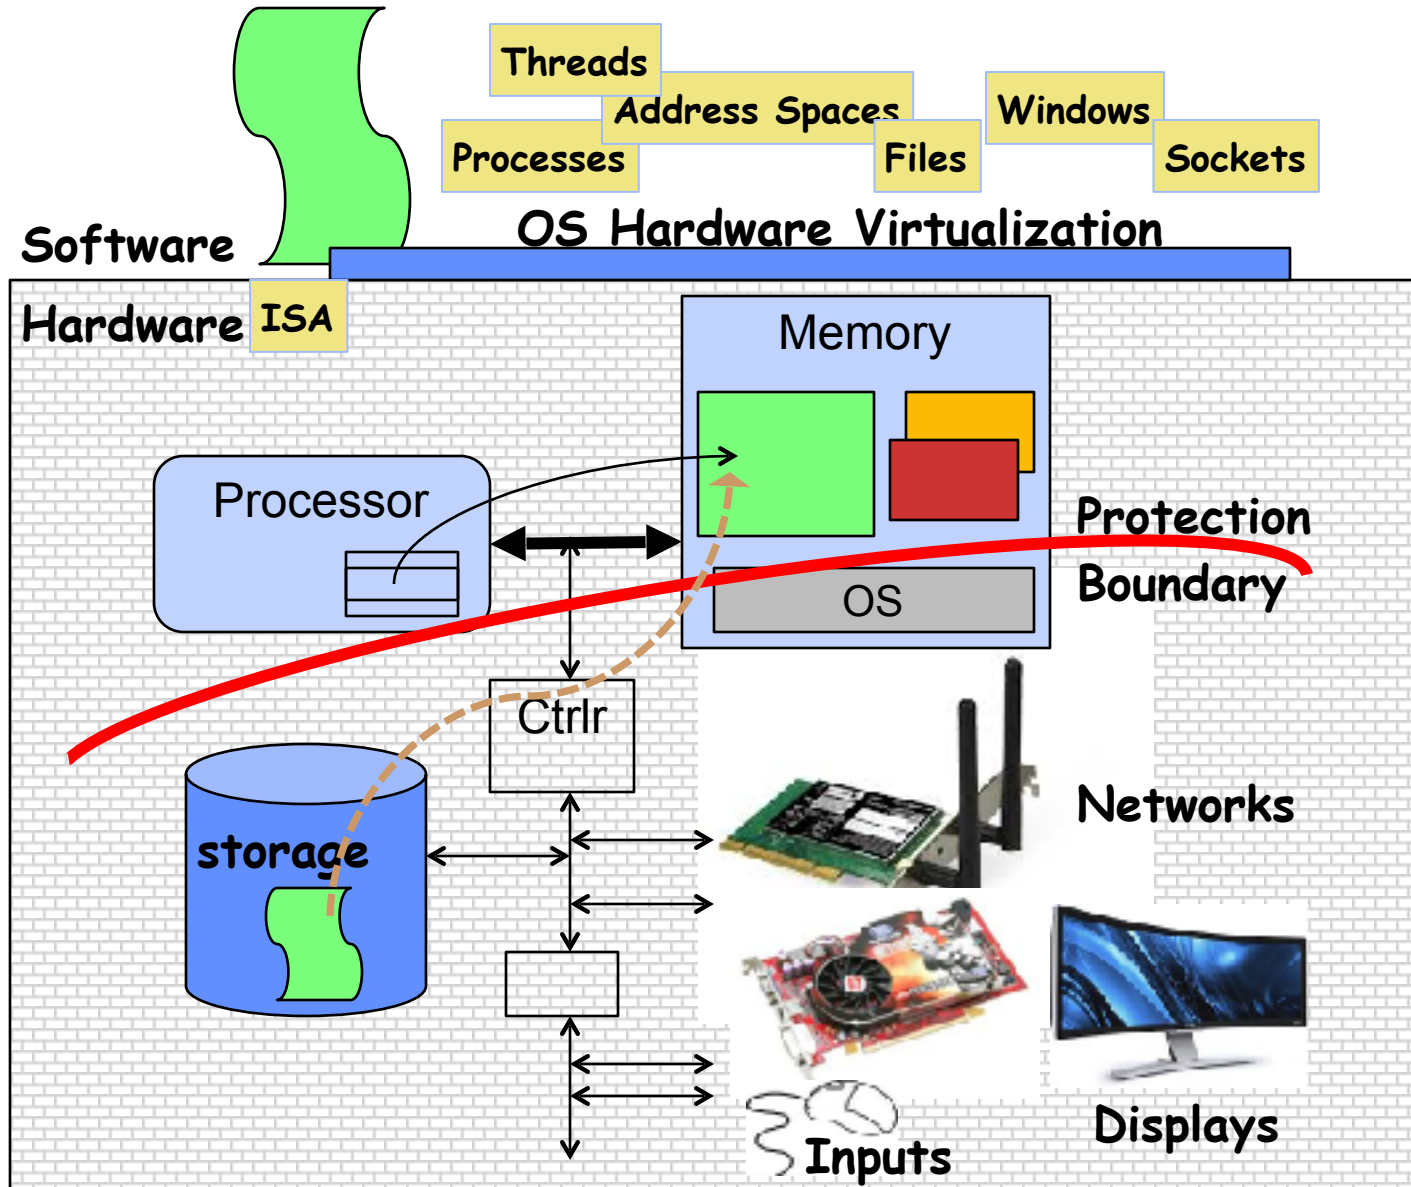 Threads
Address Spaces
Windows
Processes
Files
Sockets
OS Hardware Virtualization
Software
Hardware
ISA
Memory
Processor
Protection
Boundary
OS
Ctrlr
Networks
storage
Displays
Inputs